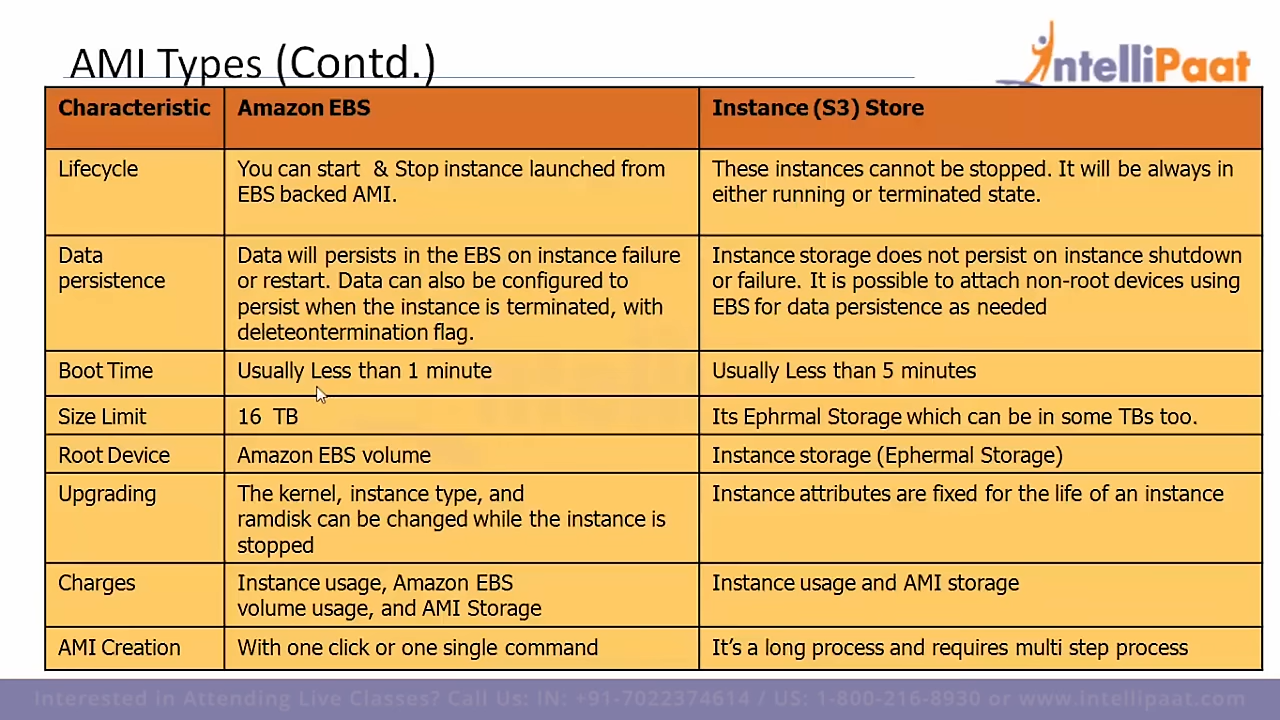 AMI Types (Contd.)
IntelliPaat
Characteristic
Amazon EBS
Instance (S3) Store
Lifecycle
You can start & Stop instance launched from
EBS backed AMI.
These instances cannot be stopped. It will be always in
either running or terminated state.
Data
persistence
Data will persists in the EBS on instance failure
or restart. Data can also be configured to
persist when the instance is terminated, with
deleteontermination flag.
Instance storage does not persist on instance shutdown
or failure. It is possible to attach non-root devices using
EBS for data persistence as needed
Boot Time
Usually Less than 1 minute
Usually Less than 5 minutes
Size Limit
16 TB
Its Ephrmal Storage which can be in some TBs too.
Root Device
Amazon EBS volume
Instance storage (Ephermal Storage)
Upgrading
The kernel, instance type, and
ramdisk can be changed while the instance is
stopped
Instance attributes are fixed for the life of an instance
Charges
Instance usage, Amazon EBS
volume usage, and AMI Storage
Instance usage and AMI storage
AMI Creation
With one click or one single command
It's a long process and requires multi step process
Interested in Attending Live Classes? Call Us: IN: +91-7022374614 / US: 1-800-216-8930 or www.intellipaat.com